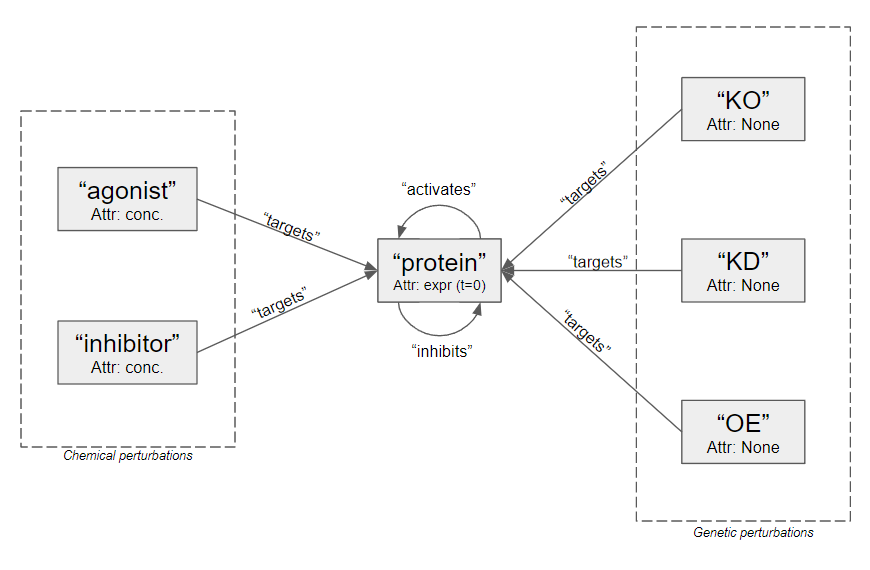 “agonist”
Attr: conc.
“inhibitor”
Attr: conc.
Chemical perturbations
“targets”
“targets”
“activates”
“protein”
Attr: expr (t=0)
“inhibits”
“targets”
“targets”
“targets”
“KO”
Attr: None
“KD”
Attr: None
“OE”
Attr: None
Genetic perturbations